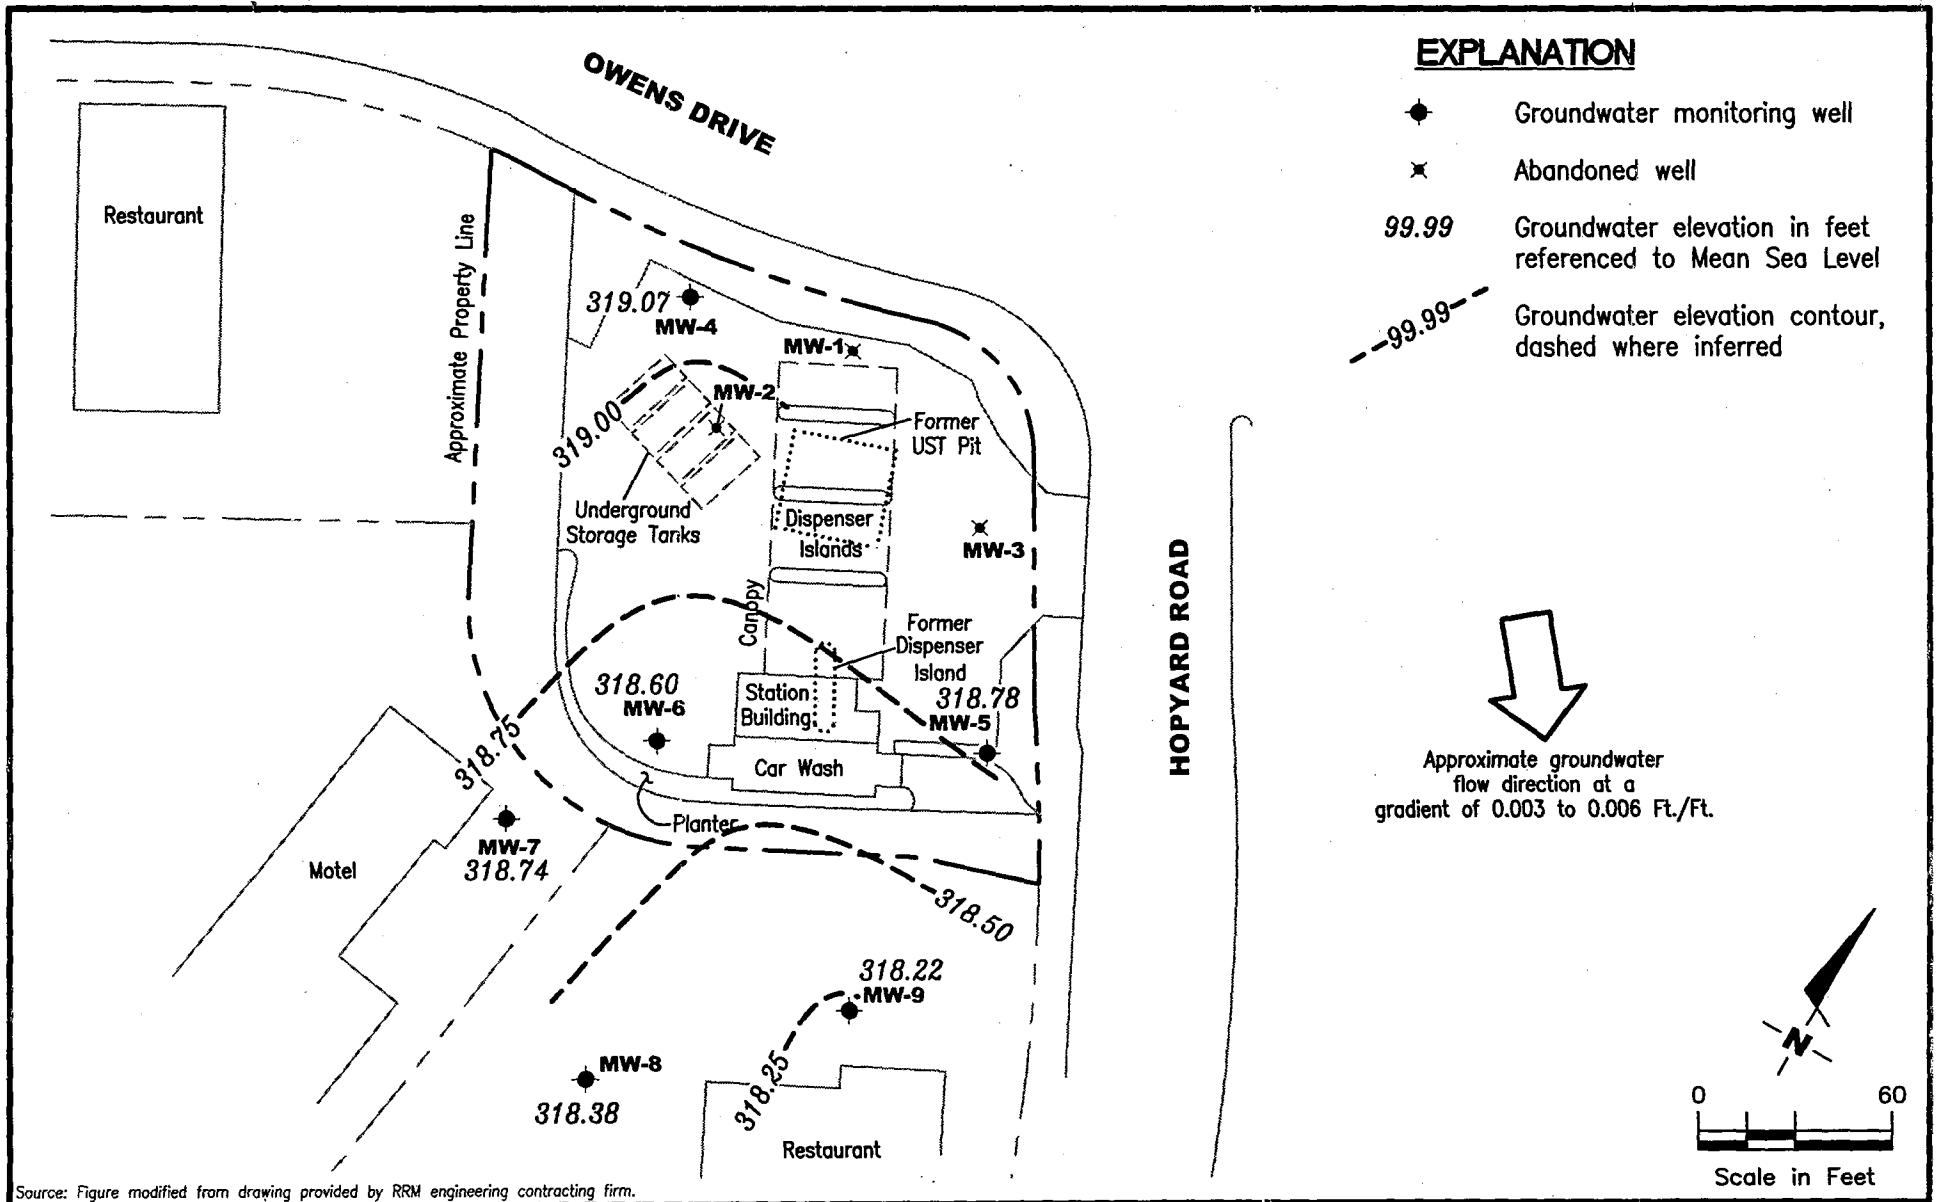 EXPLANATION
Groundwater monitoring well
Abandoned well
99.99
Groundwater elevation in feet
referenced to Mean Sea Level
99.99
Groundwater elevation contour,
dashed where inferred
OWENS DRIVE
Restaurant
Approximate Property Line
319.07
MW-4
MW-1
MW-2
319.00
Former
UST Pit
Underground
Storage Tanks
Dispenser
Islands
MW-3
HOPYARD ROAD
Canopy
Former
Dispenser
Island
318.60
MW-6
Station
Building
318.78
MW-5
318.75
Car Wash
Planter
MW-7
318.74
Motel
318.50
318.22
MW-9
MW-8
318.38
318.25
Restaurant
Approximate groundwater
flow direction at a
gradient of 0.003 to 0.006 Ft./Ft.
N
0 60
Scale in Feet
Source: Figure modified from drawing provided by RRM engineering contracting firm.